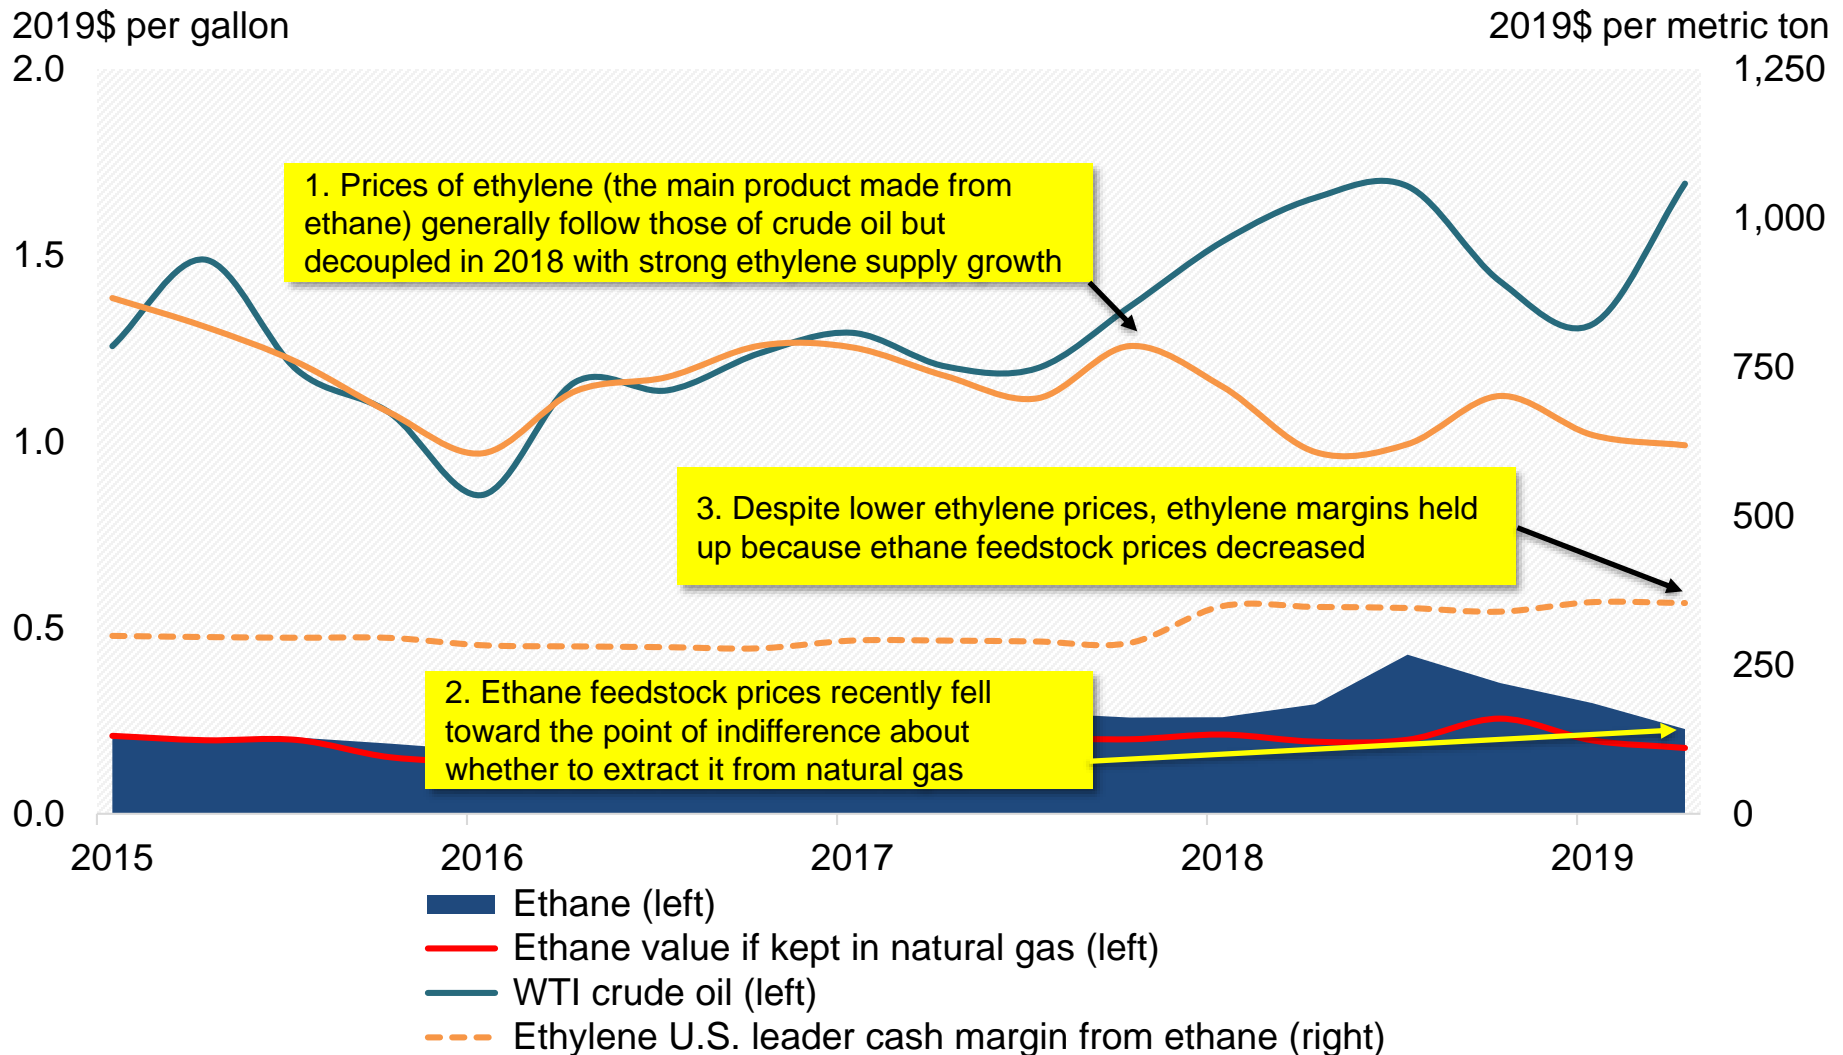 2019$ per gallon
2019$ per metric ton
2.0
1,250
1. Prices of ethylene (the main product made from
ethane) generally follow those of crude oil but
decoupled in 2018 with strong ethylene supply growth
1,000
1.5
750
1.0
3. Despite lower ethylene prices, ethylene margins held
up because ethane feedstock prices decreased
500
0.5
250
2. Ethane feedstock prices recently fell
toward the point of indifference about
whether to extract it from natural gas
0.0
0
2015
2016
2017
2018
2019
Ethane (left)
Ethane value if kept in natural gas (left)
WTI crude oil (left)
Ethylene U.S. leader cash margin from ethane (right)